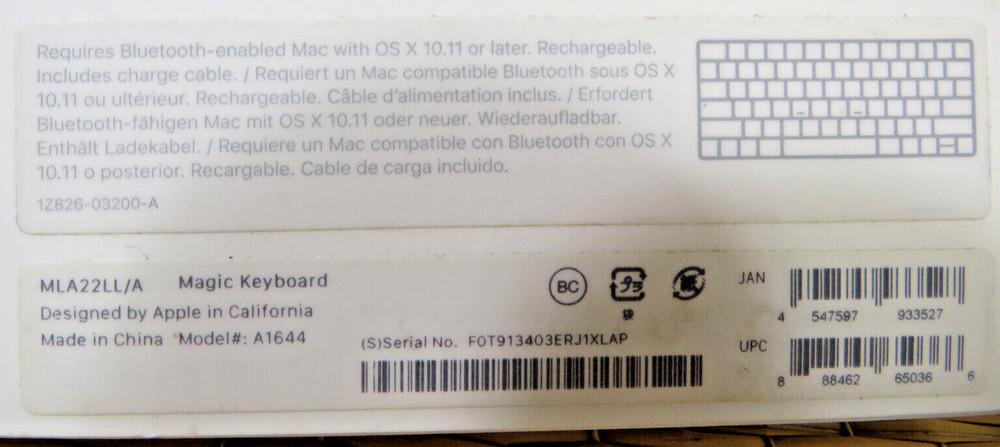 Requires Bluetooth-enabled Mac with OS X 10.11 or later. Rechargeable.
Includes charge cable. / Requiert un Mac compatible Bluetooth sous OS X
10.11 ou ultérieur. Rechargeable. Câble d'alimentation inclus. / Erfordert
Bluetooth-fähigen Mac mit OS X 10.11 oder neuer. Wiederaufladbar.
Enthält Ladekabel. / Requiere un Mac compatible con Bluetooth con OS X
10.11 o posterior. Recargable. Cable de carga incluido.
1Z826-03200-A
MLA22LL/A Magic Keyboard
Designed by Apple in California
Made in China Model#: A1644
BC
プラ
袋
紙
(S)Serial No. F0T913403ERJ1XLAP
JAN
4 547597 933527
UPC
8 88462 65036 6